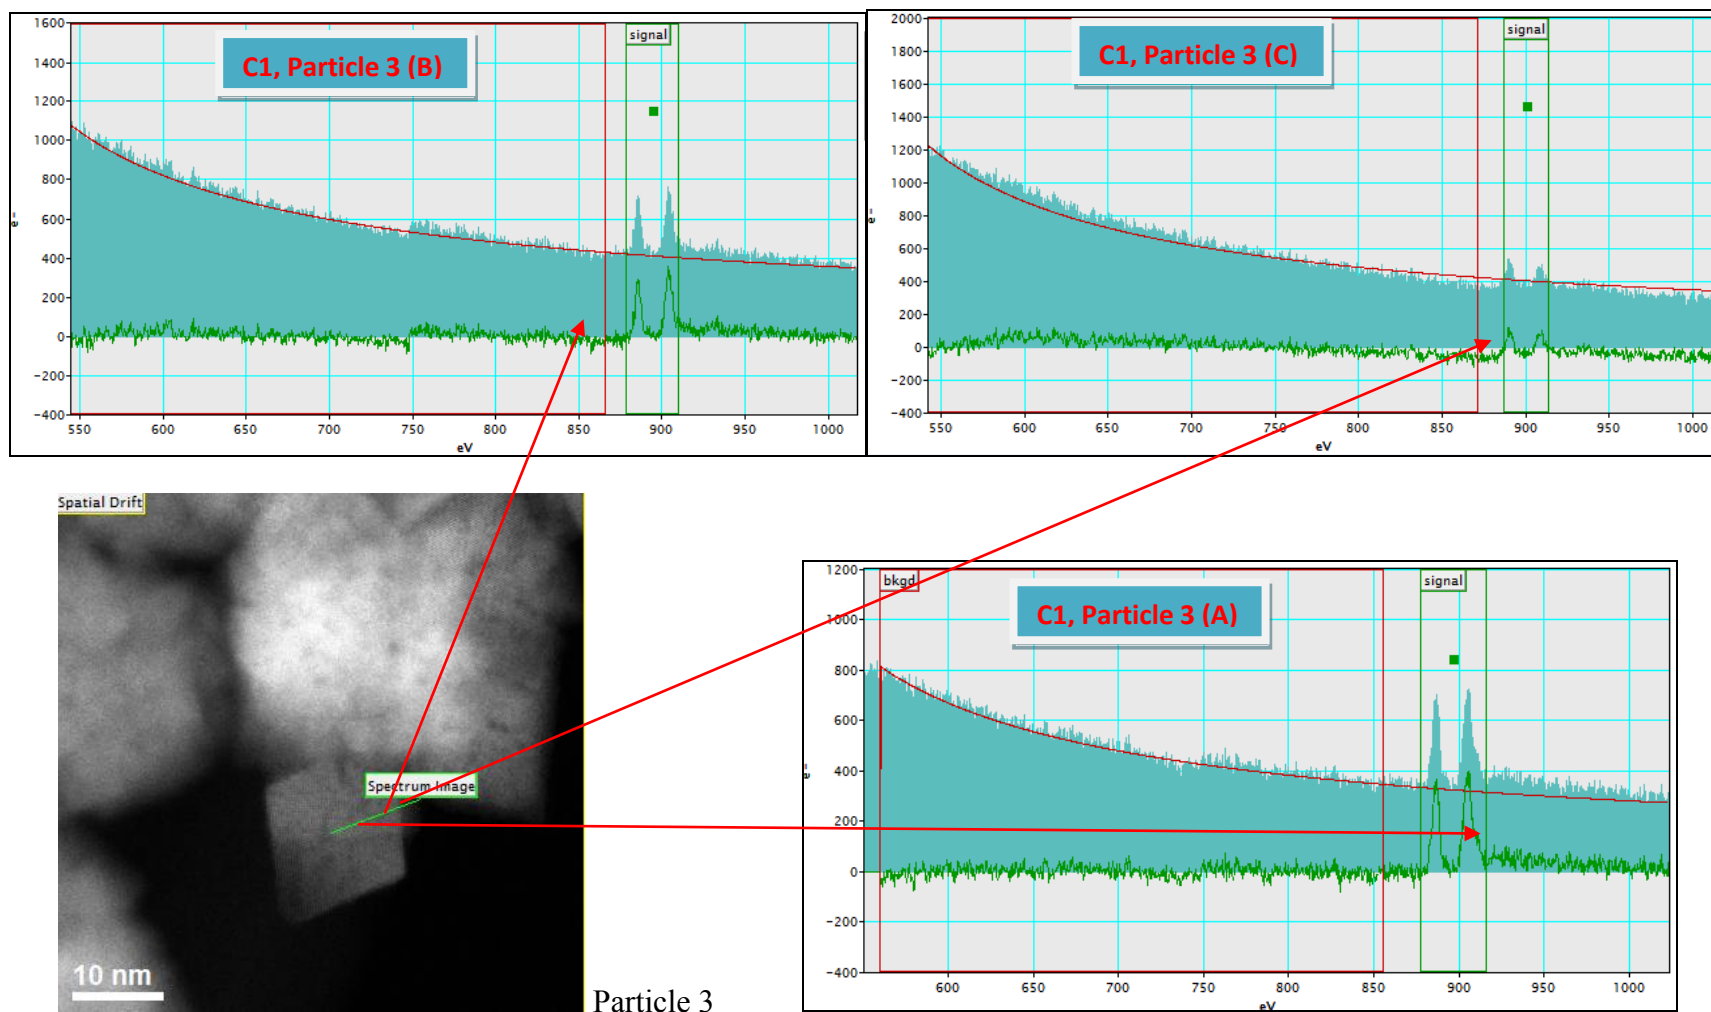 1600
1400
1200
1000
800
600
400
200
0
-200
-400
e-
signal
C1, Particle 3 (B)
550 600 650 700 750 800 850 900 950 1000
eV
2000
1800
1600
1400
1200
1000
800
600
400
200
0
-200
-400
e-
signal
C1, Particle 3 (C)
550 600 650 700 750 800 850 900 950 1000
eV
Spatial Drift
Spectrum Image
10 nm
Particle 3
1200
1000
800
600
400
200
0
-200
-400
e-
bkgd
signal
C1, Particle 3 (A)
600 650 700 750 800 850 900 950 1000
eV